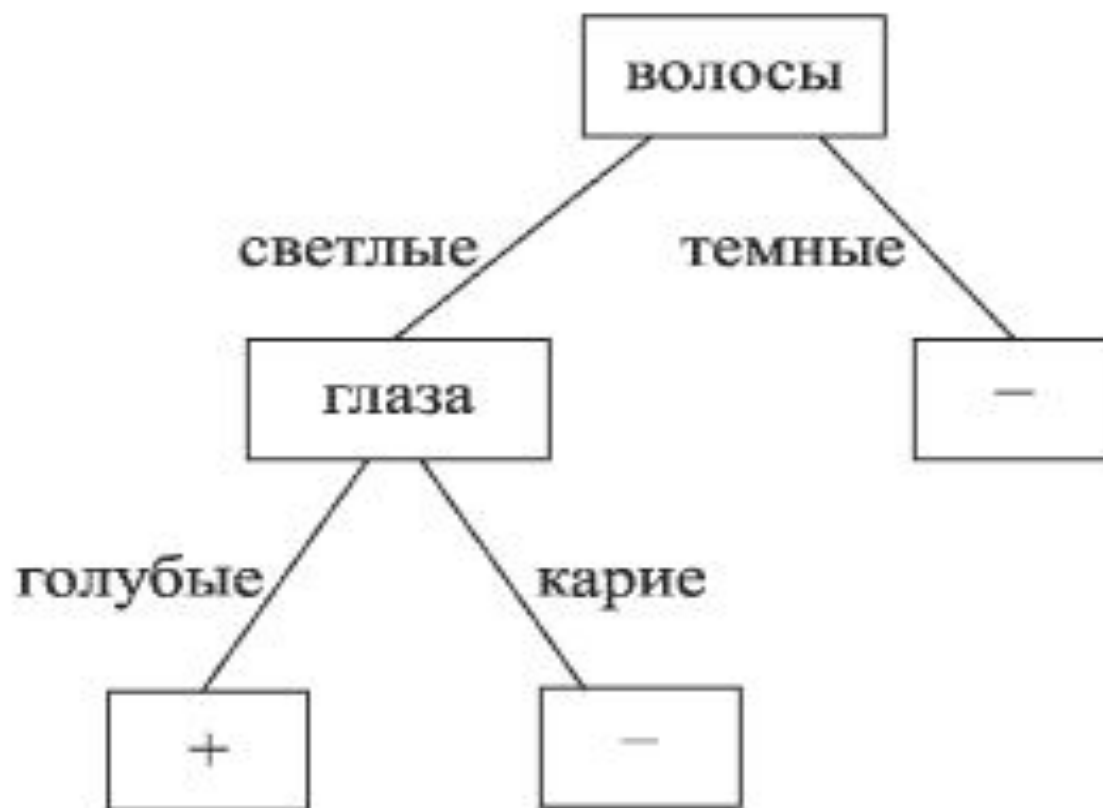 волосы
светлые
темные
глаза
−
голубые
карие
+
−